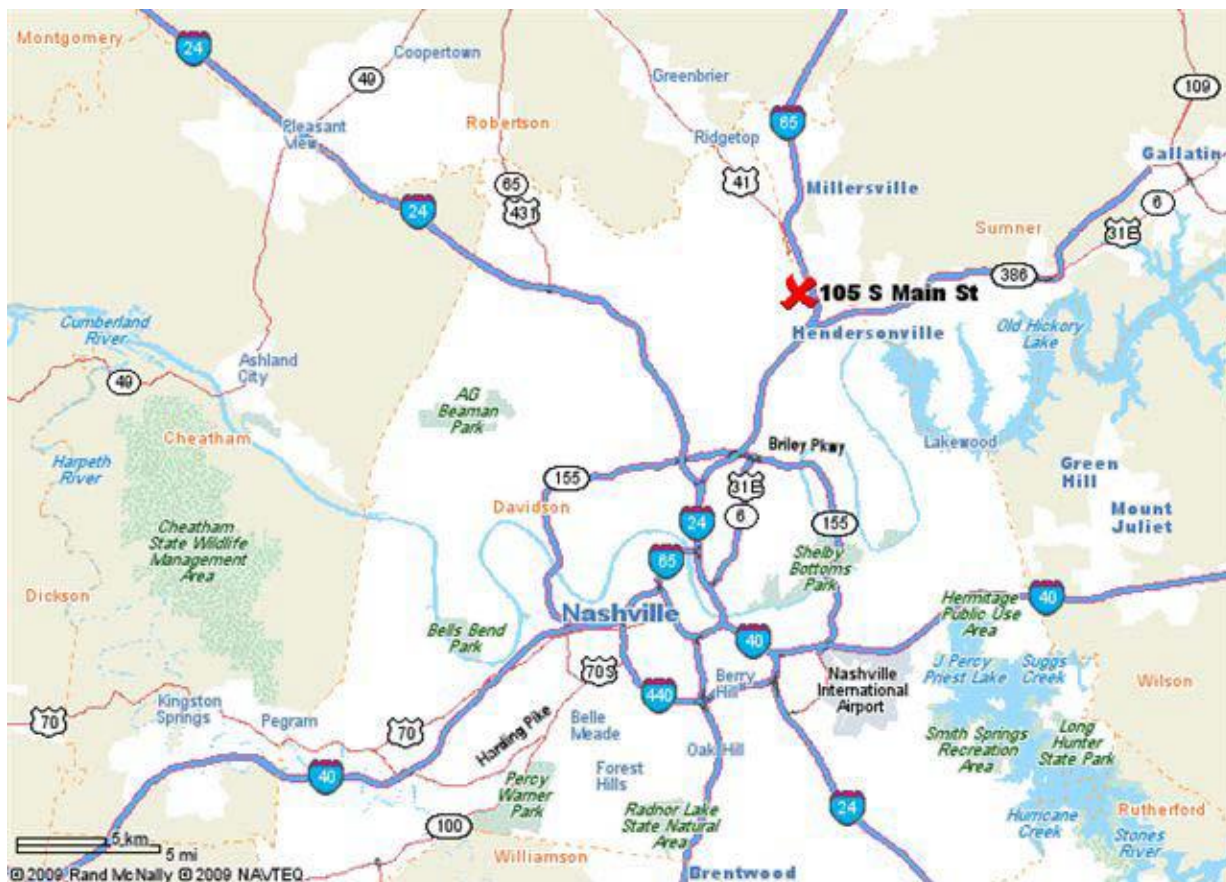 Montgomery
24
Coopertown
49
Greenbrier
109
Pleasant
View
Robertson
Ridgetop
65
Gallatin
65
431
24
41
Millersville
6
31E
Sumner
386
105 S Main St
Hendersonville
Old Hickory
Lake
Cumberland
River
Ashland
City
49
AG
Beaman
Park
Cheatham
Harpeth
River
Briley Pkwy
Lakewood
Green
Hill
Mount
Juliet
155
31E
6
155
Davidson
24
Cheatham
State Wildlife
Management
Area
65
Shelby
Bottoms
Park
Dickson
Nashville
Bells Bend
Park
40
Hermitage
Public Use
Area
40
70S
Berry
Hill
Nashville
International
Airport
J Percy
Priest Lake
Suggs
Creek
Wilson
440
Kingston
Springs
70
Pegram
70
Harding Pike
Belle
Meade
Oak Hill
Smith Springs
Recreation
Area
Long
Hunter
State Park
40
Percy
Warner
Park
Forest
Hills
24
Radnor Lake
State Natural
Area
Hurricane
Creek
Rutherford
Stones
River
100
5 km
5 mi
Williamson
Brentwood
© 2009 Rand McNally © 2009 NAVTEQ